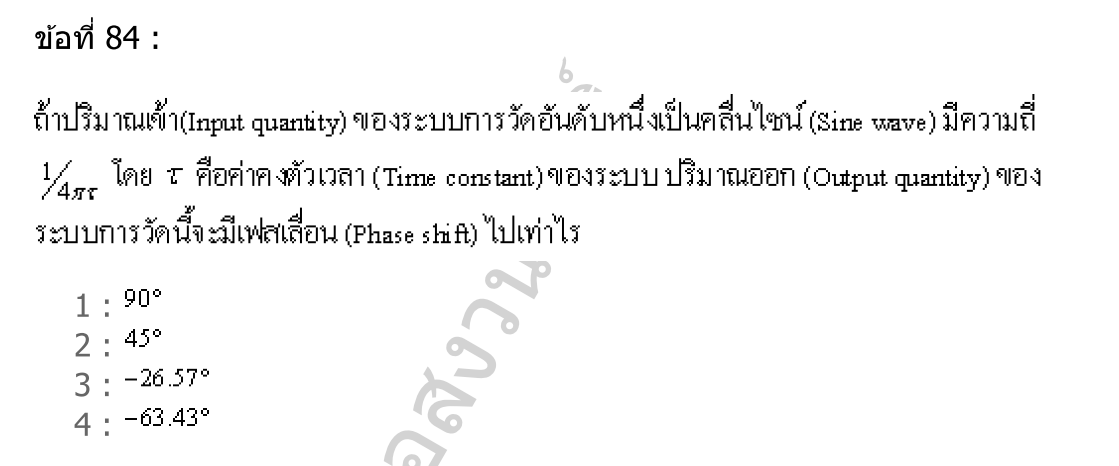 ข้อที่ 84 :
ถ้าปริมาณเข้า(Input quantity) ของระบบการวัดอันดับหนึ่งเป็นคลื่นไซน์ (Sine wave) มีความถี่
1/4πτ โดย τ คือค่าคงตัวเวลา (Time constant)ของระบบ ปริมาณออก (Output quantity) ของ
ระบบการวัดนี้จะมีเฟสเลื่อน (Phase shift) ไปเท่าไร
1 : 90°
2 : 45°
3 : −26.57°
4 : −63.43°